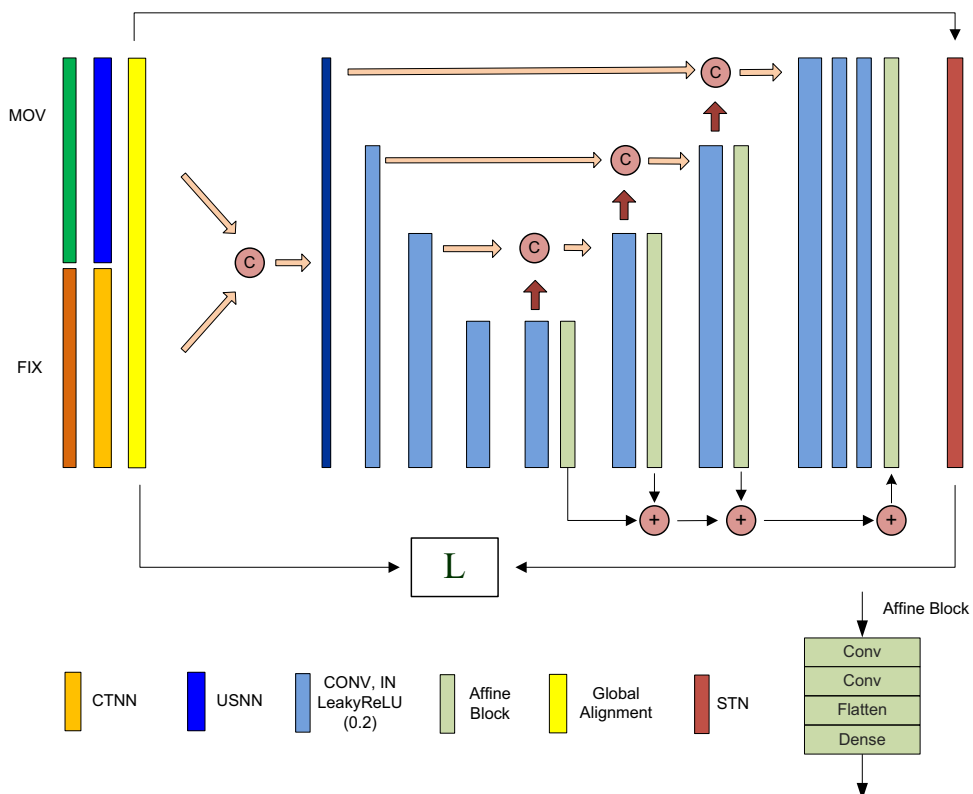 MOV
C
C
C
C
FIX
+
+
+
L
Affine Block
Conv
Conv
Flatten
Dense
CTNN
USNN
CONV, IN
LeakyReLU
(0.2)
Affine
Block
Global
Alignment
STN